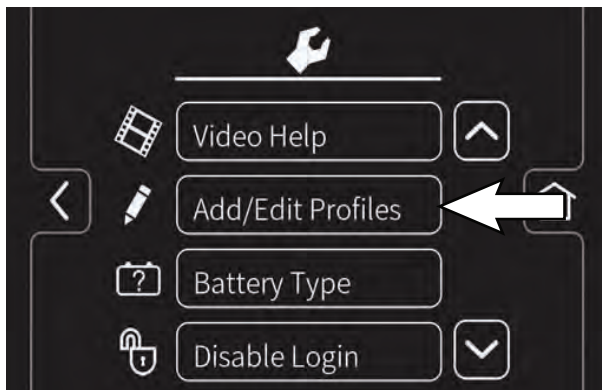 Video Help
Add/Edit Profiles
?
Battery Type
Disable Login